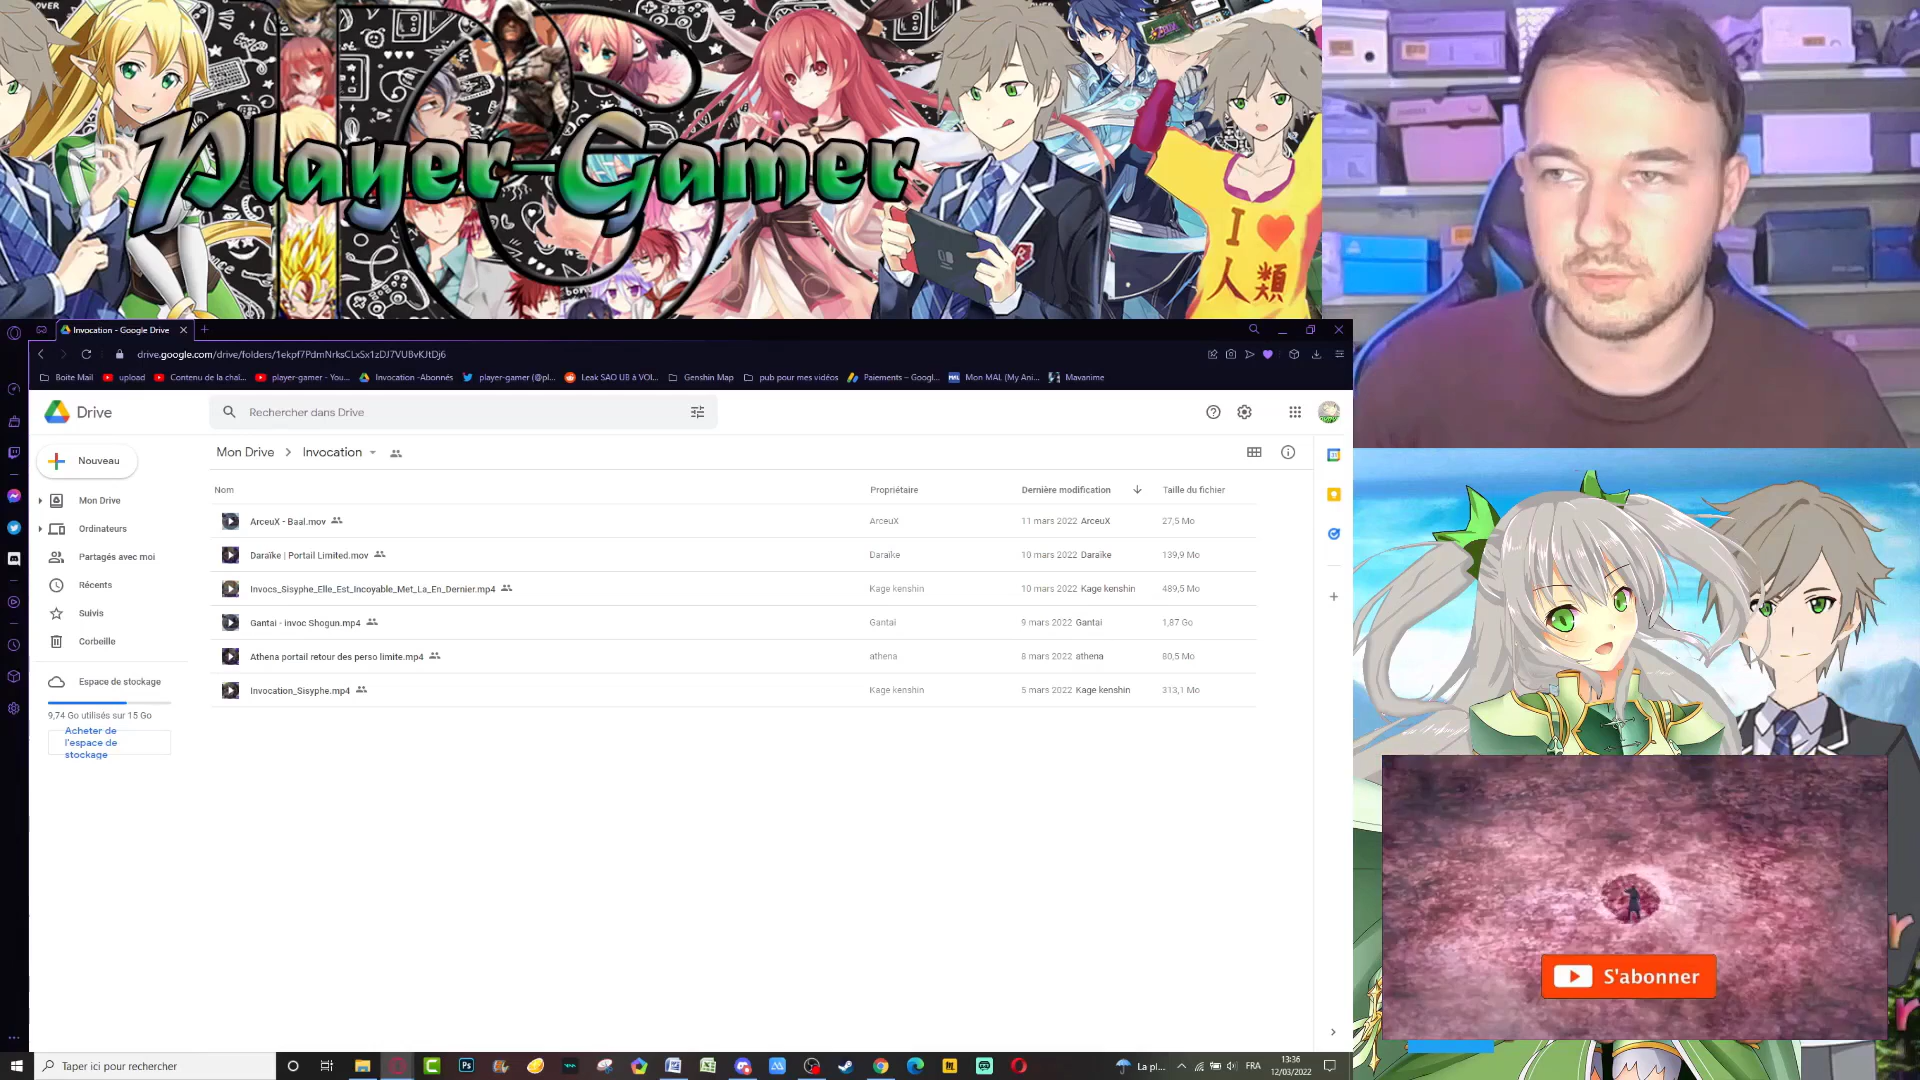 Player-Gamer
I
人類
Invocation - Google Drive
drive.google.com/drive/folders/1ekpf7PdmNrksCLxSx1zDJ7VUBvKJtDj6
Boite Mail
upload
Contenu de la chaî...
player-gamer - You...
Invocation -Abonnés
player-gamer (@pl...
Leak SAO UB à VOl...
Genshin Map
pub pour mes vidéos
Paiements – Googl...
Mon MAL (My Ani...
Mavanime
Drive
Rechercher dans Drive
Nouveau
Mon Drive
Invocation
Nom
Propriétaire
Dernière modification
Taille du fichier
Mon Drive
ArceuX - Baal.mov
ArceuX
11 mars 2022 ArceuX
27,5 Mo
Ordinateurs
Daraïke | Portail Limited.mov
Daraïke
10 mars 2022 Daraïke
139,9 Mo
Partagés avec moi
Récents
Invocs_Sisyphe_Elle_Est_Incoyable_Met_La_En_Dernier.mp4
Kage kenshin
10 mars 2022 Kage kenshin
489,5 Mo
Suivis
Gantai - invoc Shogun.mp4
Gantai
9 mars 2022 Gantai
1,87 Go
Corbeille
Athena portail retour des perso limite.mp4
athena
8 mars 2022 athena
80,5 Mo
Espace de stockage
Invocation_Sisyphe.mp4
Kage kenshin
5 mars 2022 Kage kenshin
313,1 Mo
9,74 Go utilisés sur 15 Go
Acheter de
l'espace de
stockage
S'abonner
Taper ici pour rechercher
La pl...
FRA
13:36
12/03/2022